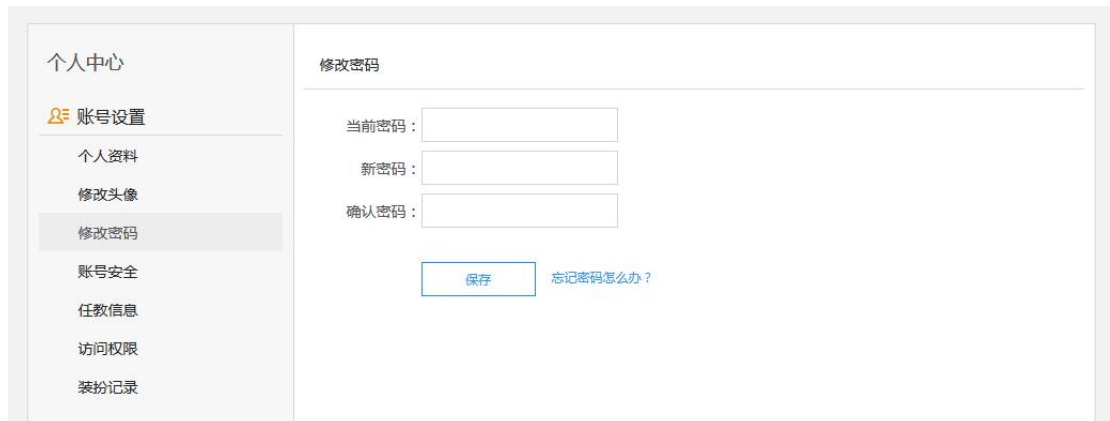 个人中心
账号设置
个人资料
修改头像
修改密码
账号安全
任教信息
访问权限
装扮记录
修改密码
当前密码：
新密码：
确认密码：
保存 忘记密码怎么办？